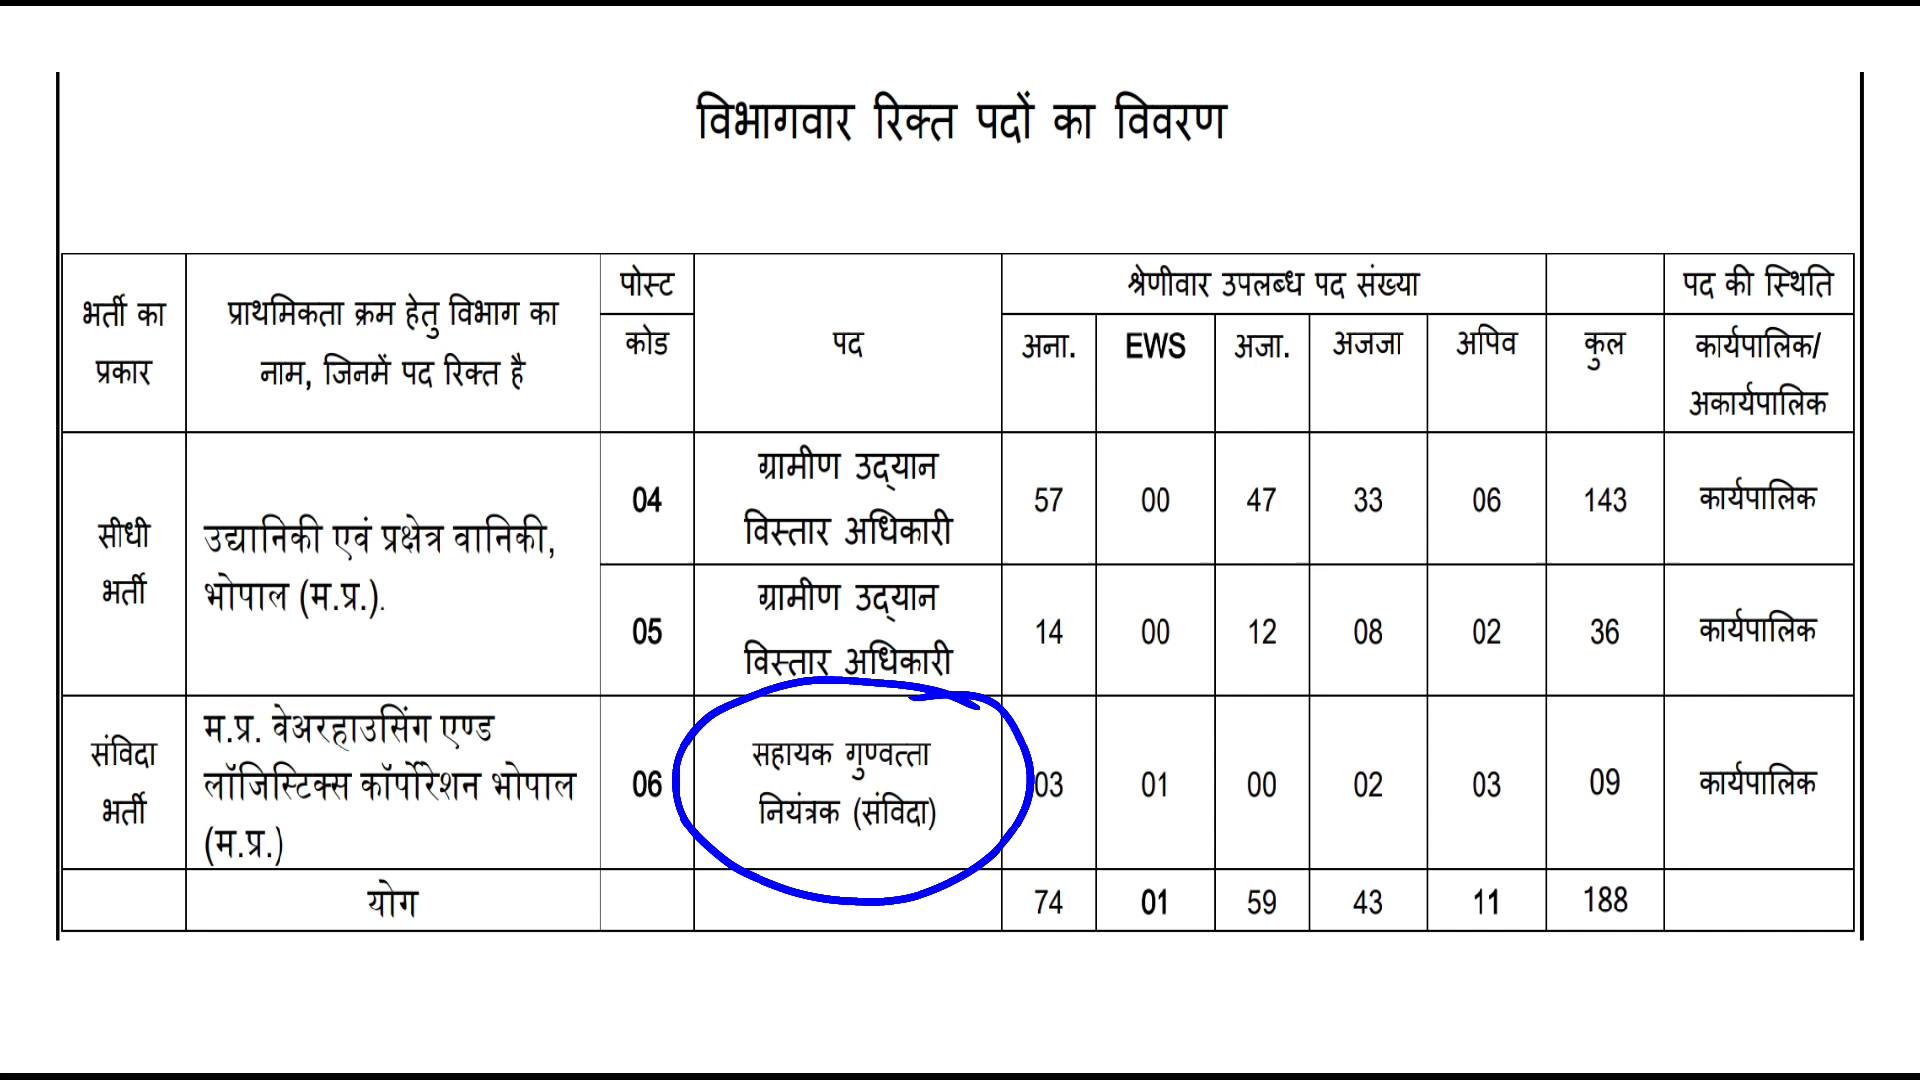 विभागवार रिक्त पदों का विवरण
भर्ती का प्रकार
प्राथमिकता क्रम हेतु विभाग का
नाम, जिनमें पद रिक्त है
पोस्ट
कोड
पद
श्रेणीवार उपलब्ध पद संख्या
अना. EWS अजा. अजजा अपिव कुल
पद की स्थिति
कार्यपालिक/
अकार्यपालिक
सीधी
भर्ती
उद्यानिकी एवं प्रक्षेत्र वानिकी,
भोपाल (म.प्र.).
04
ग्रामीण उद्‌यान
विस्तार अधिकारी
57 00 47 33 06 143 कार्यपालिक
05
ग्रामीण उद्‌यान
विस्तार अधिकारी
14 00 12 08 02 36 कार्यपालिक
संविदा
भर्ती
म.प्र. वेअरहाउसिंग एण्ड
लॉजिस्टिक्स कॉर्पोरेशन भोपाल
(म.प्र.)
06
सहायक गुण्वत्ता
नियंत्रक (संविदा)
03 01 00 02 03 09 कार्यपालिक
योग 74 01 59 43 11 188